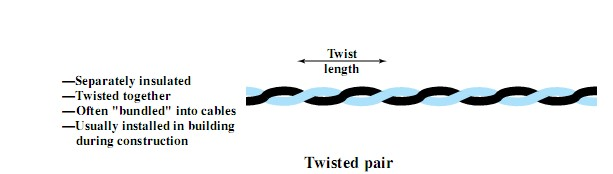 Twist
length
—Separately insulated
—Twisted together
—Often "bundled" into cables
—Usually installed in building
during construction
Twisted pair